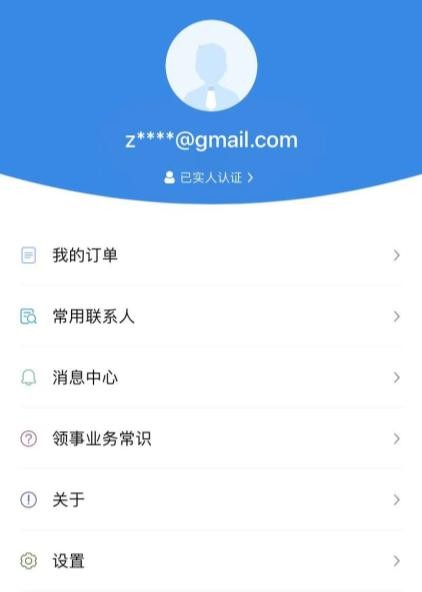 z****@gmail.com
已实人认证
我的订单
常用联系人
消息中心
领事业务常识
关于
设置